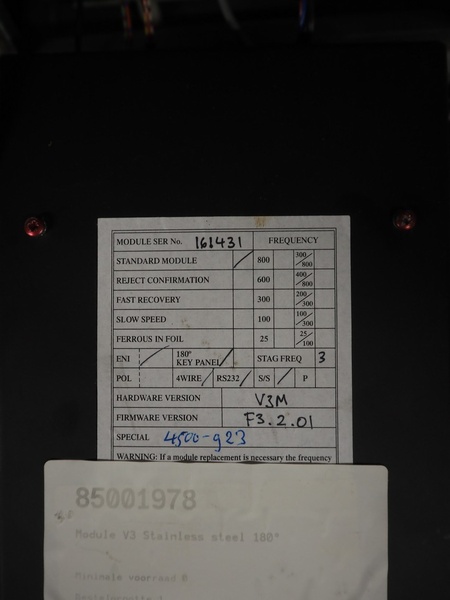 MODULE SER No. 161431 FREQUENCY
STANDARD MODULE 800 300/800
REJECT CONFIRMATION 600 400/800
FAST RECOVERY 300 200/300
SLOW SPEED 100 100/300
FERROUS IN FOIL 25 25/100
ENI 180° KEY PANEL STAG FREQ 3
POL 4WIRE RS232 S/S P
HARDWARE VERSION V3M
FIRMWARE VERSION F3.2.01
SPECIAL 4500-g23
WARNING: If a module replacement is necessary the frequency
85001978
Module V3 Stainless steel 180°
Minimale voorraad 0